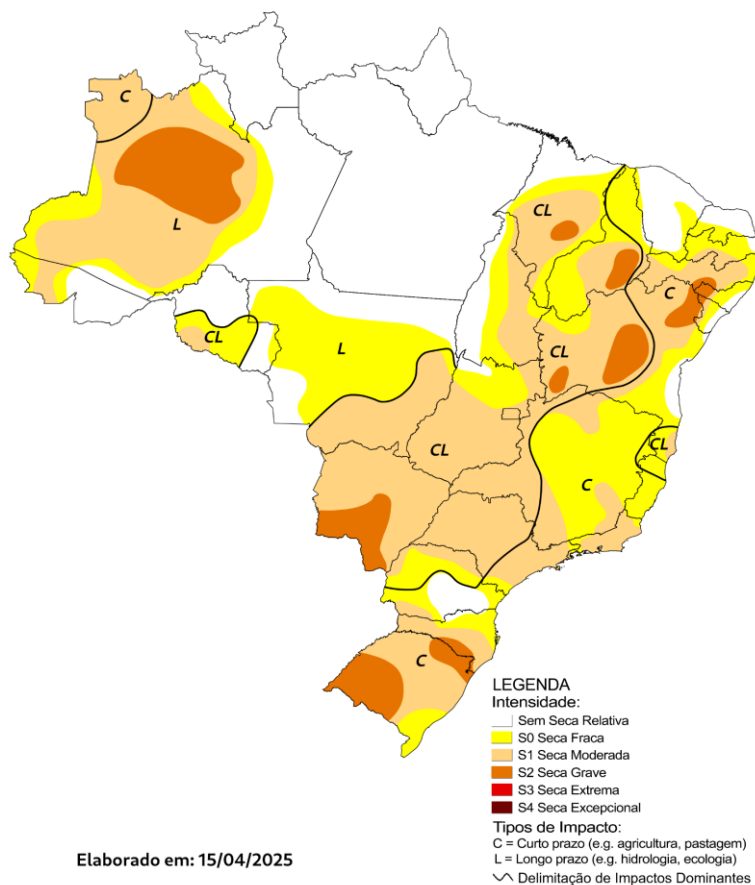 C
L
CL
CL
C
CL
L
CL
CL
CL
C
C
LEGENDA
Intensidade:
Sem Seca Relativa
S0 Seca Fraca
S1 Seca Moderada
S2 Seca Grave
S3 Seca Extrema
S4 Seca Excepcional
Tipos de Impacto:
C = Curto prazo (e.g. agricultura, pastagem)
L = Longo prazo (e.g. hidrologia, ecologia)
Delimitação de Impactos Dominantes
Elaborado em: 15/04/2025